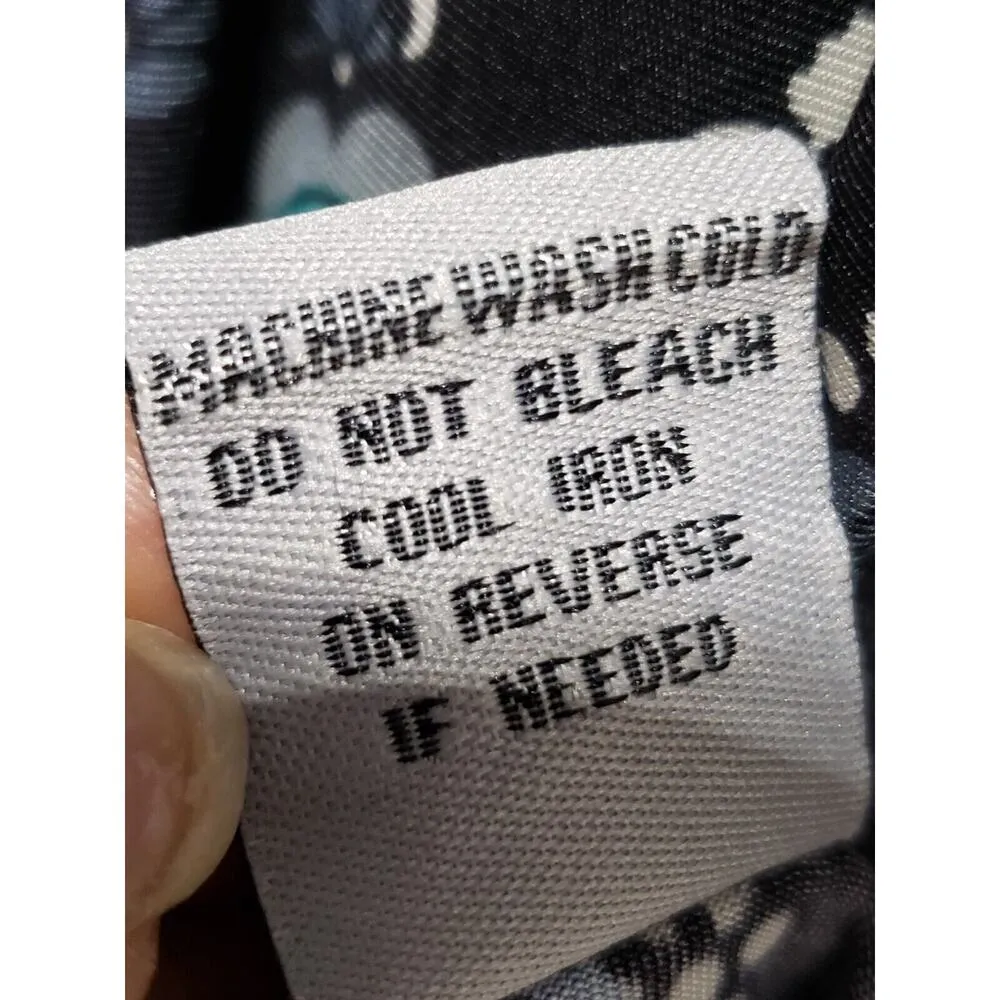 MACHINE WASH COLD
DO NOT BLEACH
COOL IRON
ON REVERSE
IF NEEDED